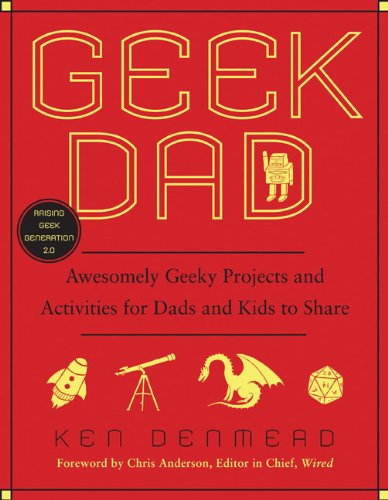 GEEK
DAD
RAISING
GEEK
GENERATION
2.0
Awesomely Geeky Projects and
Activities for Dads and Kids to Share
20
KEN DENMEAD
Foreword by Chris Anderson, Editor in Chief, Wired